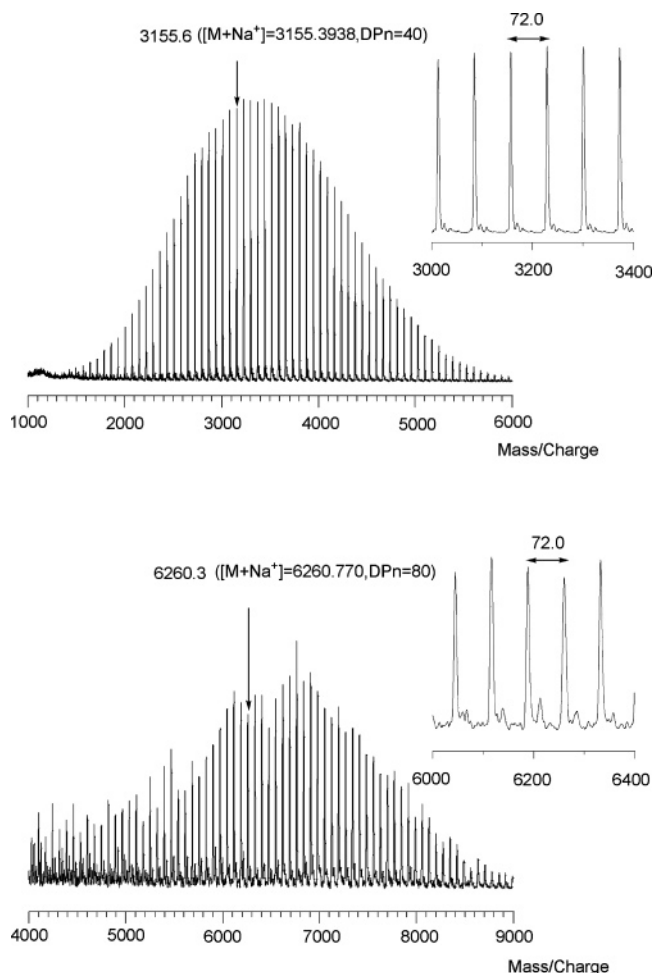 3155.6 ([M+Na⁺]=3155.3938,DPn=40)
72.0
3000 3200 3400
1000 2000 3000 4000 5000 6000
Mass/Charge
6260.3 ([M+Na⁺]=6260.770,DPn=80)
72.0
6000 6200 6400
4000 5000 6000 7000 8000 9000
Mass/Charge